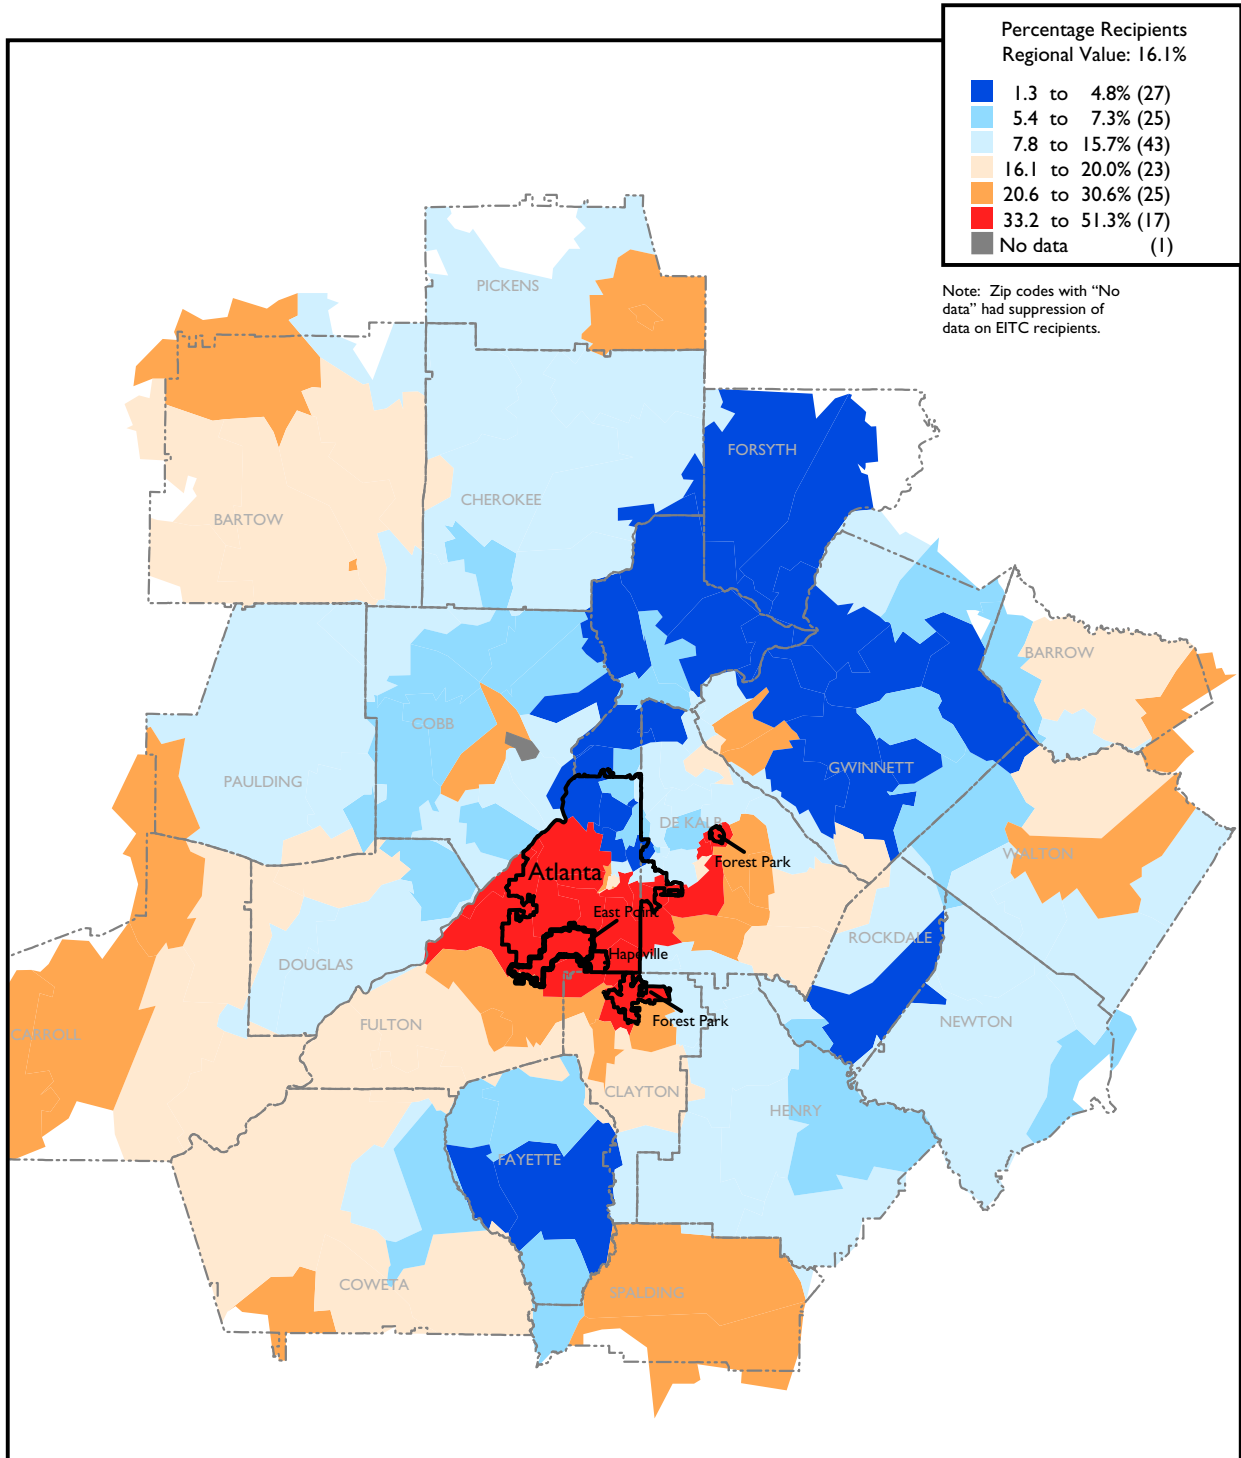 Percentage Recipients
Regional Value: 16.1%
1.3 to 4.8% (27)
5.4 to 7.3% (25)
7.8 to 15.7% (43)
16.1 to 20.0% (23)
20.6 to 30.6% (25)
33.2 to 51.3% (17)
No data (1)
Note: Zip codes with “No
data” had suppression of
data on EITC recipients.
PICKENS
FORSYTH
CHEROKEE
BARTOW
BARROW
COBB
GWINNETT
PAULDING
DE KALB
WALTON
Forest Park
Atlanta
East Point
ROCKDALE
Hapeville
DOUGLAS
FULTON
Forest Park
NEWTON
CARROLL
CLAYTON
HENRY
FAYETTE
COWETA
SPALDING